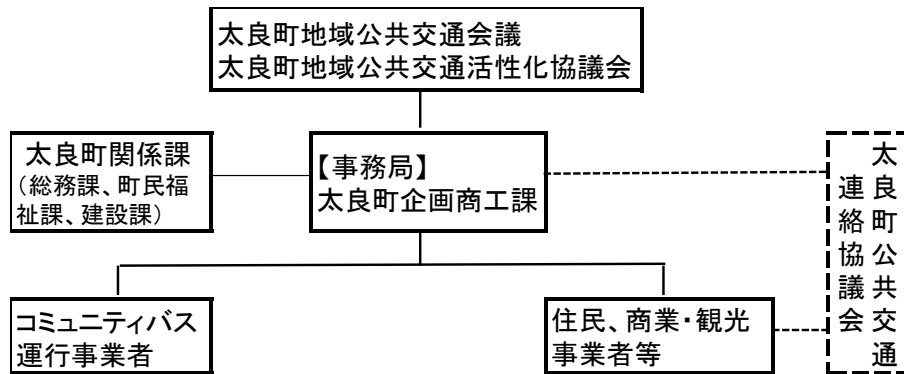 太良町地域公共交通会議
太良町地域公共交通活性化協議会
太良町関係課
（総務課、町民福
祉課、建設課）
【事務局】
太良町企画商工課
太良町公共交通
連絡協議会
コミュニティバス
運行事業者
住民、商業・観光
事業者等